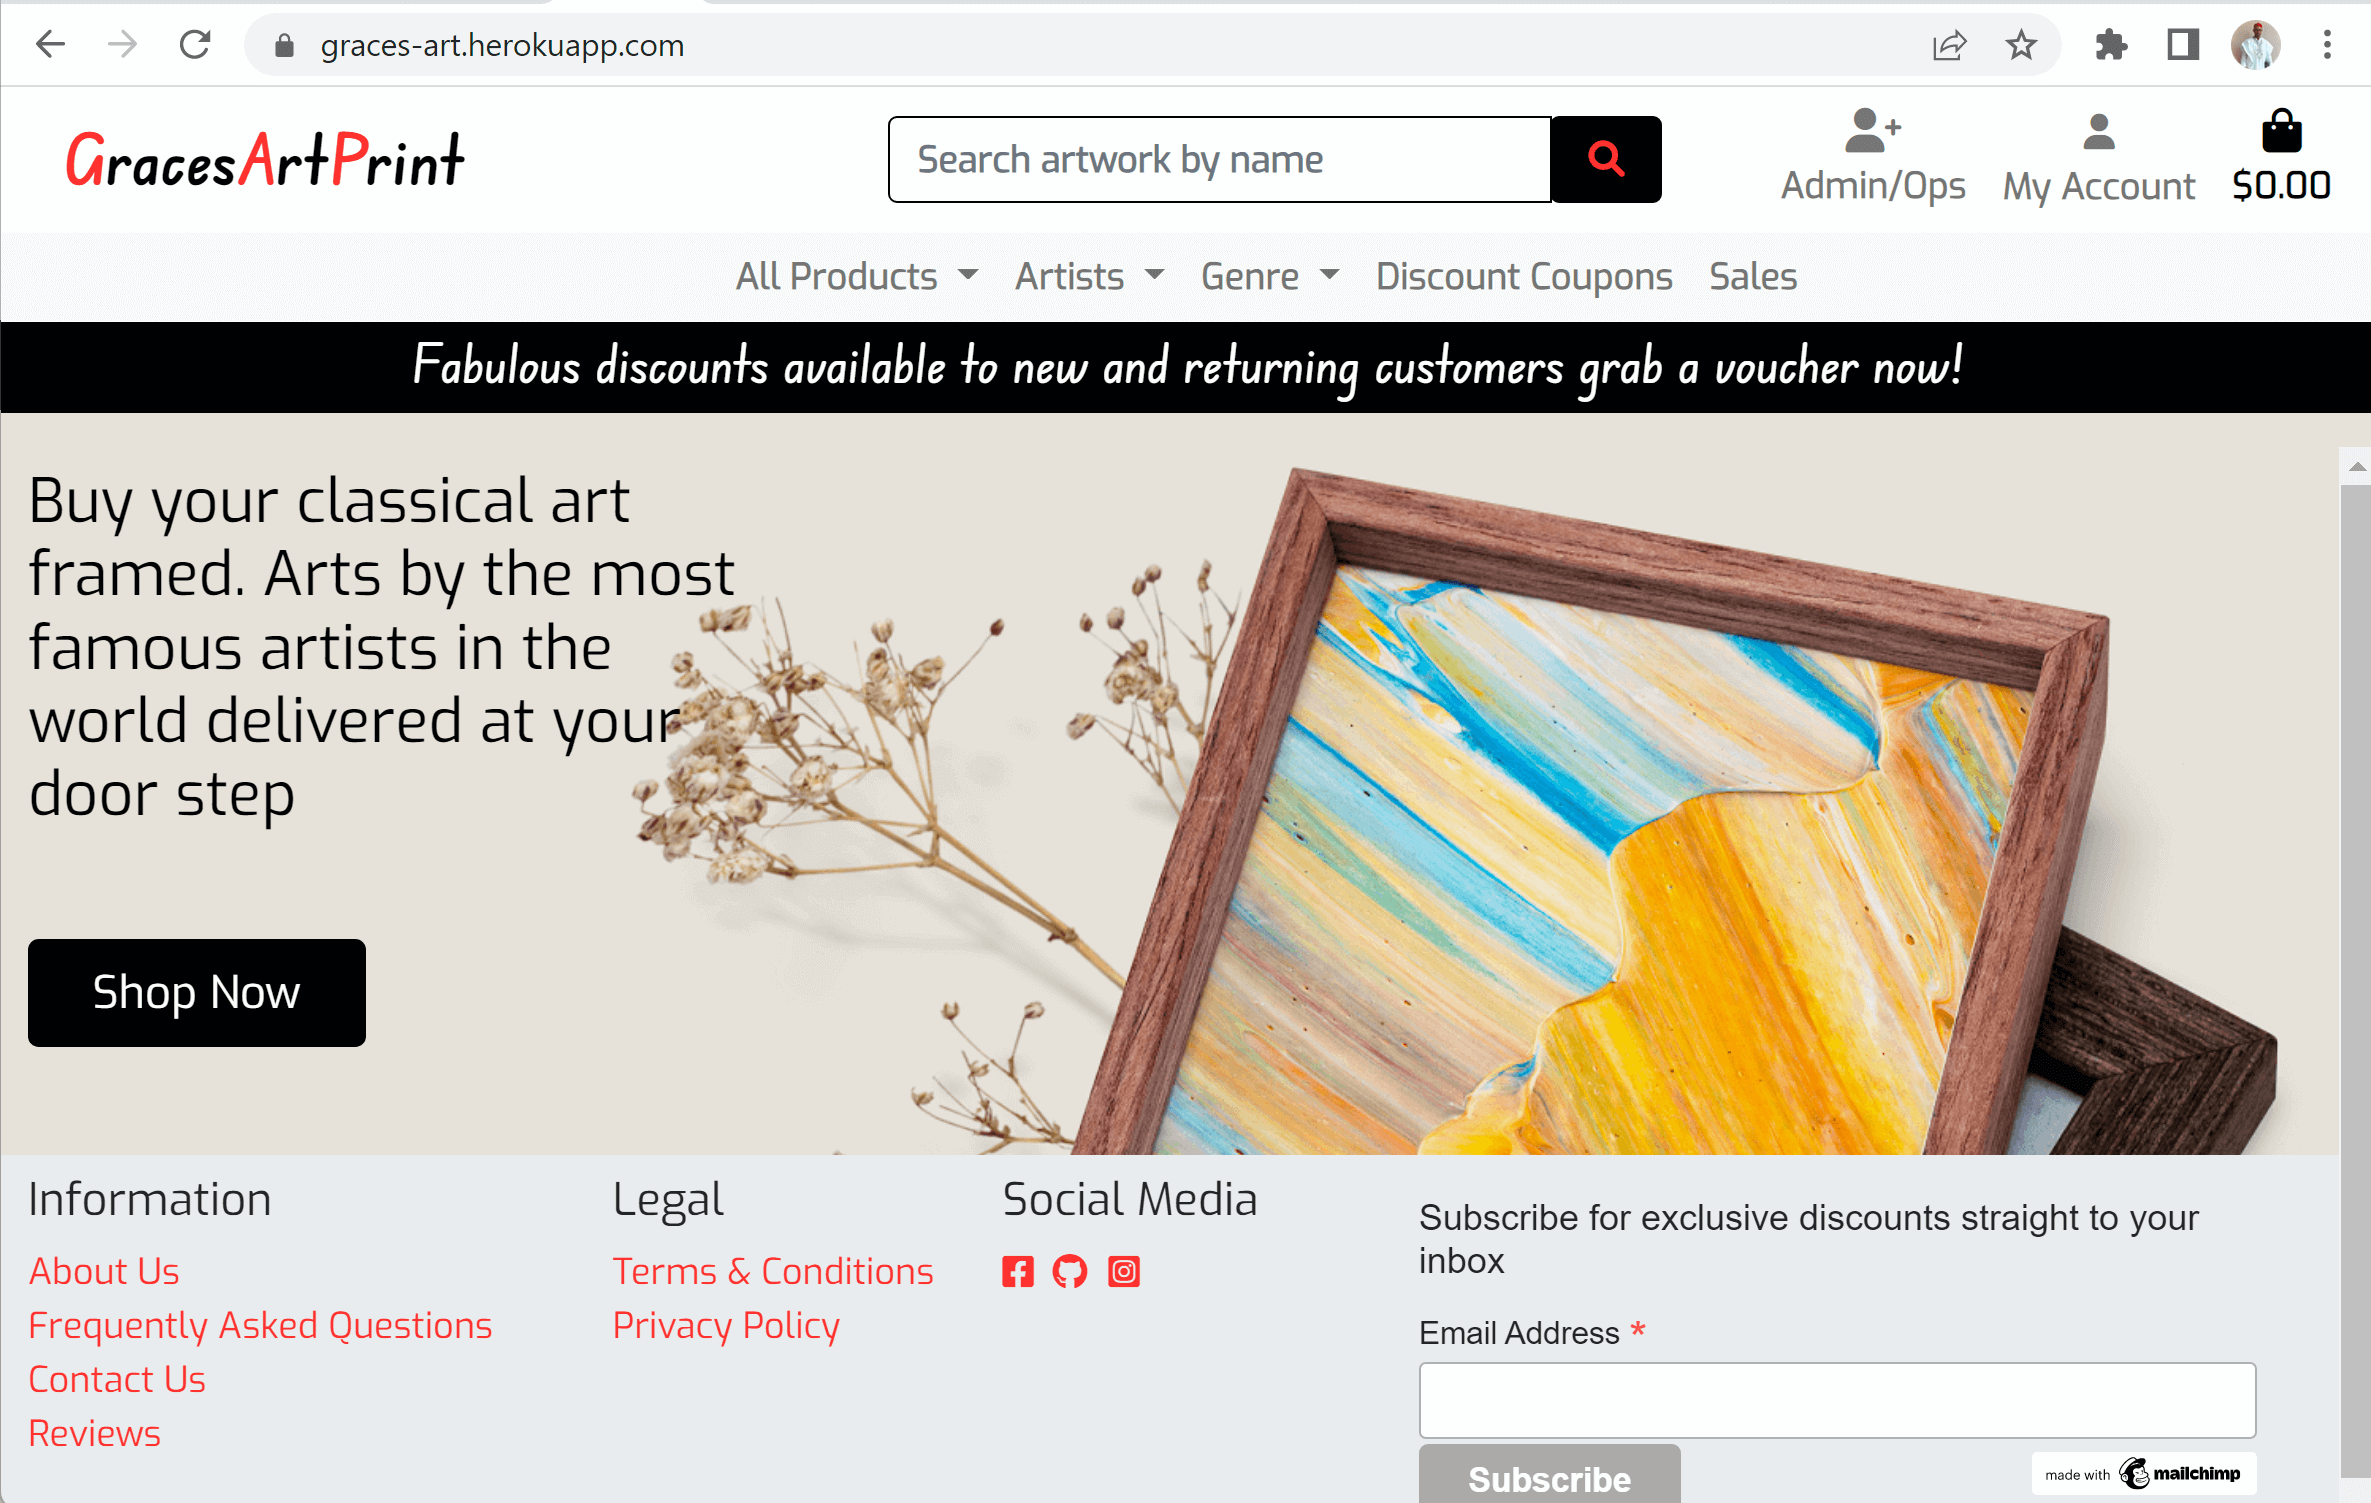 graces-art.herokuapp.com
GracesArtPrint
Search artwork by name
Admin/Ops
My Account
$0.00
All Products
Artists
Genre
Discount Coupons
Sales
Fabulous discounts available to new and returning customers grab a voucher now!
Buy your classical art
framed. Arts by the most
famous artists in the
world delivered at your
door step
Shop Now
Information
About Us
Frequently Asked Questions
Contact Us
Reviews
Legal
Terms & Conditions
Privacy Policy
Social Media
Subscribe for exclusive discounts straight to your
inbox
Email Address *
Subscribe
made with mailchimp